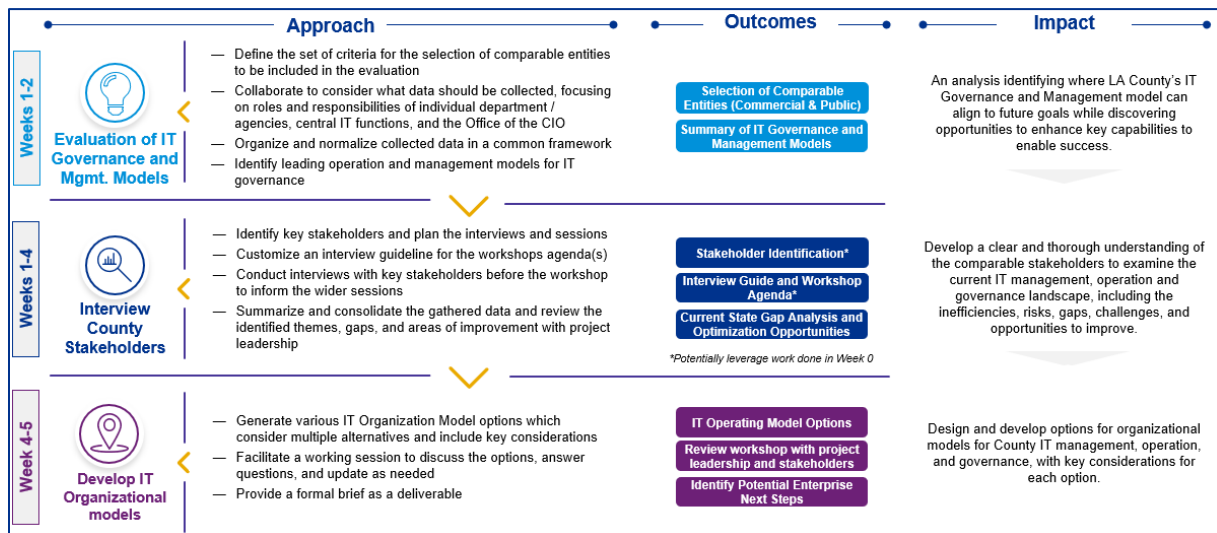 Approach
Outcomes
Impact
Weeks 1-2
Evaluation of IT
Governance and
Mgmt. Models
— Define the set of criteria for the selection of comparable entities
to be included in the evaluation
— Collaborate to consider what data should be collected, focusing
on roles and responsibilities of individual department /
agencies, central IT functions, and the Office of the CIO
— Organize and normalize collected data in a common framework
— Identify leading operation and management models for IT
governance
Selection of Comparable
Entities (Commercial & Public)
Summary of IT Governance and
Management Models
An analysis identifying where LA County's IT
Governance and Management model can
align to future goals while discovering
opportunities to enhance key capabilities to
enable success.
Weeks 1-4
Interview
County
Stakeholders
— Identify key stakeholders and plan the interviews and sessions
— Customize an interview guideline for the workshops agenda(s)
— Conduct interviews with key stakeholders before the workshop
to inform the wider sessions
— Summarize and consolidate the gathered data and review the
identified themes, gaps, and areas of improvement with project
leadership
Stakeholder Identification*
Interview Guide and Workshop
Agenda*
Current State Gap Analysis and
Optimization Opportunities
*Potentially leverage work done in Week 0
Develop a clear and thorough understanding of
the comparable stakeholders to examine the
current IT management, operation and
governance landscape, including the
inefficiencies, risks, gaps, challenges, and
opportunities to improve.
Week 4-5
Develop IT
Organizational
models
— Generate various IT Organization Model options which
consider multiple alternatives and include key considerations
— Facilitate a working session to discuss the options, answer
questions, and update as needed
— Provide a formal brief as a deliverable
IT Operating Model Options
Review workshop with project
leadership and stakeholders
Identify Potential Enterprise
Next Steps
Design and develop options for organizational
models for County IT management, operation,
and governance, with key considerations for
each option.